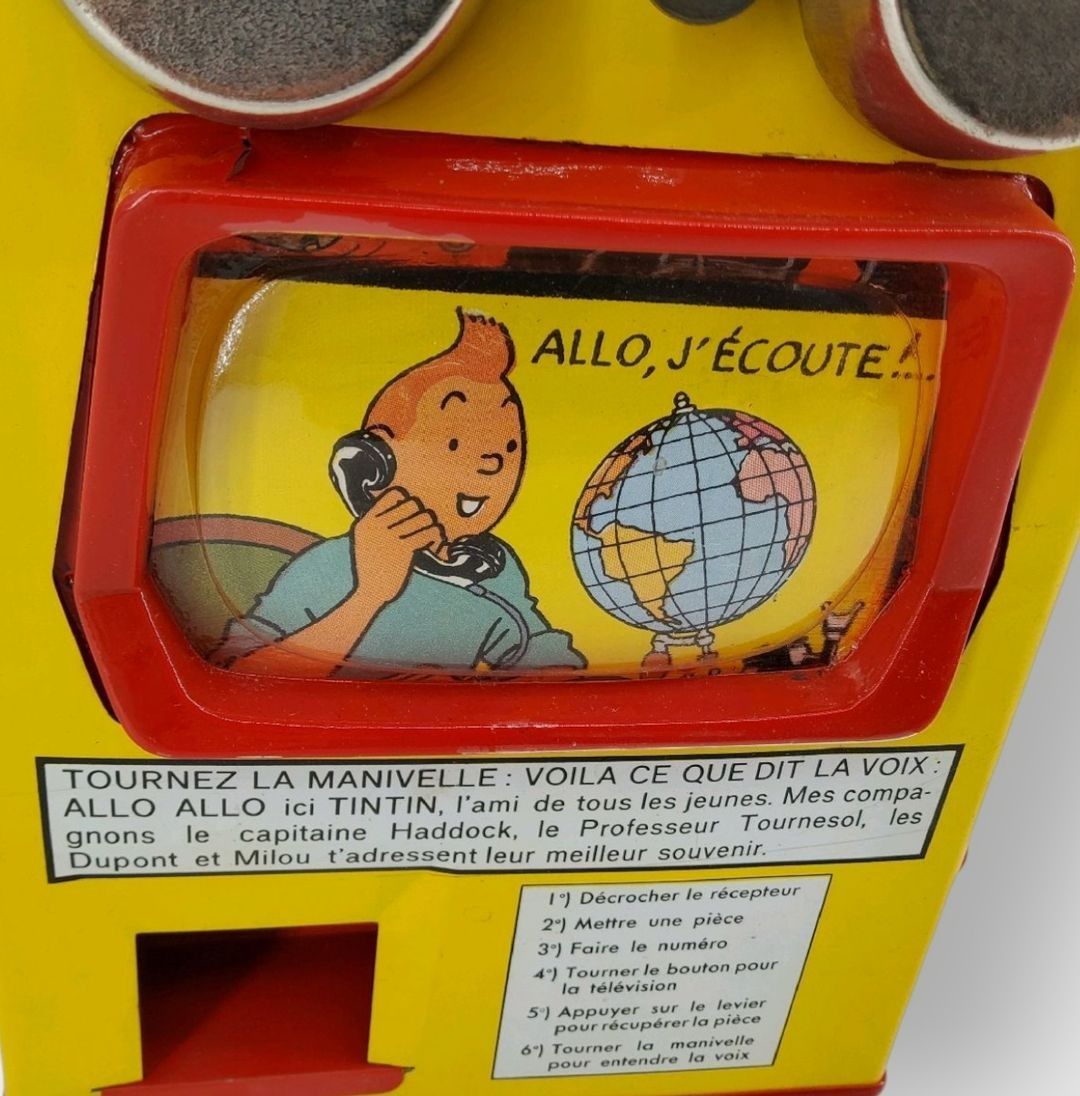 ALLO, J'ÉCOUTE!..
TOURNEZ LA MANIVELLE : VOILA CE QUE DIT LA VOIX :
ALLO ALLO ici TINTIN, l'ami de tous les jeunes. Mes compa-
gnons le capitaine Haddock, le Professeur Tournesol, les
Dupont et Milou t'adressent leur meilleur souvenir.
1°) Décrocher le récepteur
2°) Mettre une pièce
3°) Faire le numéro
4°) Tourner le bouton pour
la télévision
5°) Appuyer sur le levier
pour récupérer la pièce
6°) Tourner la manivelle
pour entendre la voix